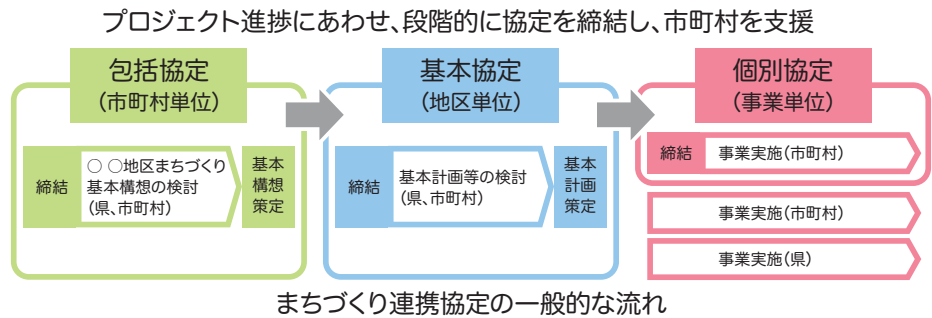 プロジェクト進捗にあわせ、段階的に協定を締結し、市町村を支援
包括協定
（市町村単位）
締結
○ ○地区まちづくり
基本構想の検討
（県、市町村）
基本
構想
策定
基本協定
（地区単位）
締結
基本計画等の検討
（県、市町村）
基本
計画
策定
個別協定
（事業単位）
締結
事業実施（市町村）
事業実施（市町村）
事業実施（県）
まちづくり連携協定の一般的な流れ